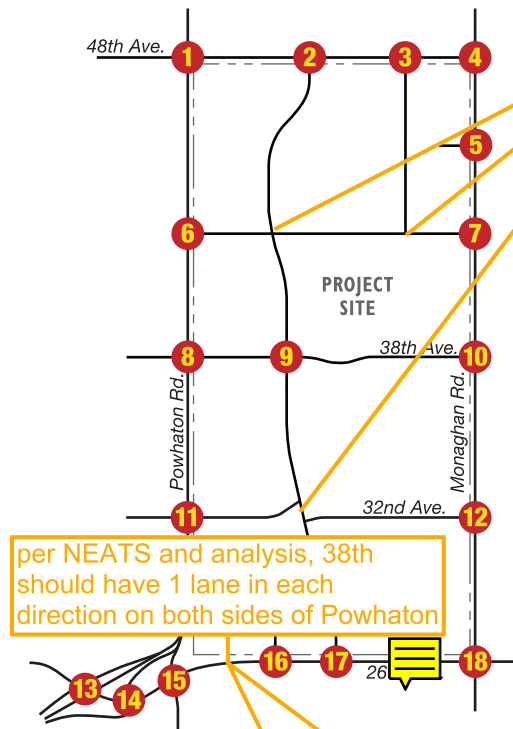 48th Ave.
1
2
3
4
5
6
7
PROJECT
SITE
8
9
38th Ave.
10
Powhaton Rd.
Monaghan Rd.
11
32nd Ave.
12
per NEATS and analysis, 38th
should have 1 lane in each
direction on both sides of Powhaton
13
14
15
16
17
26
18